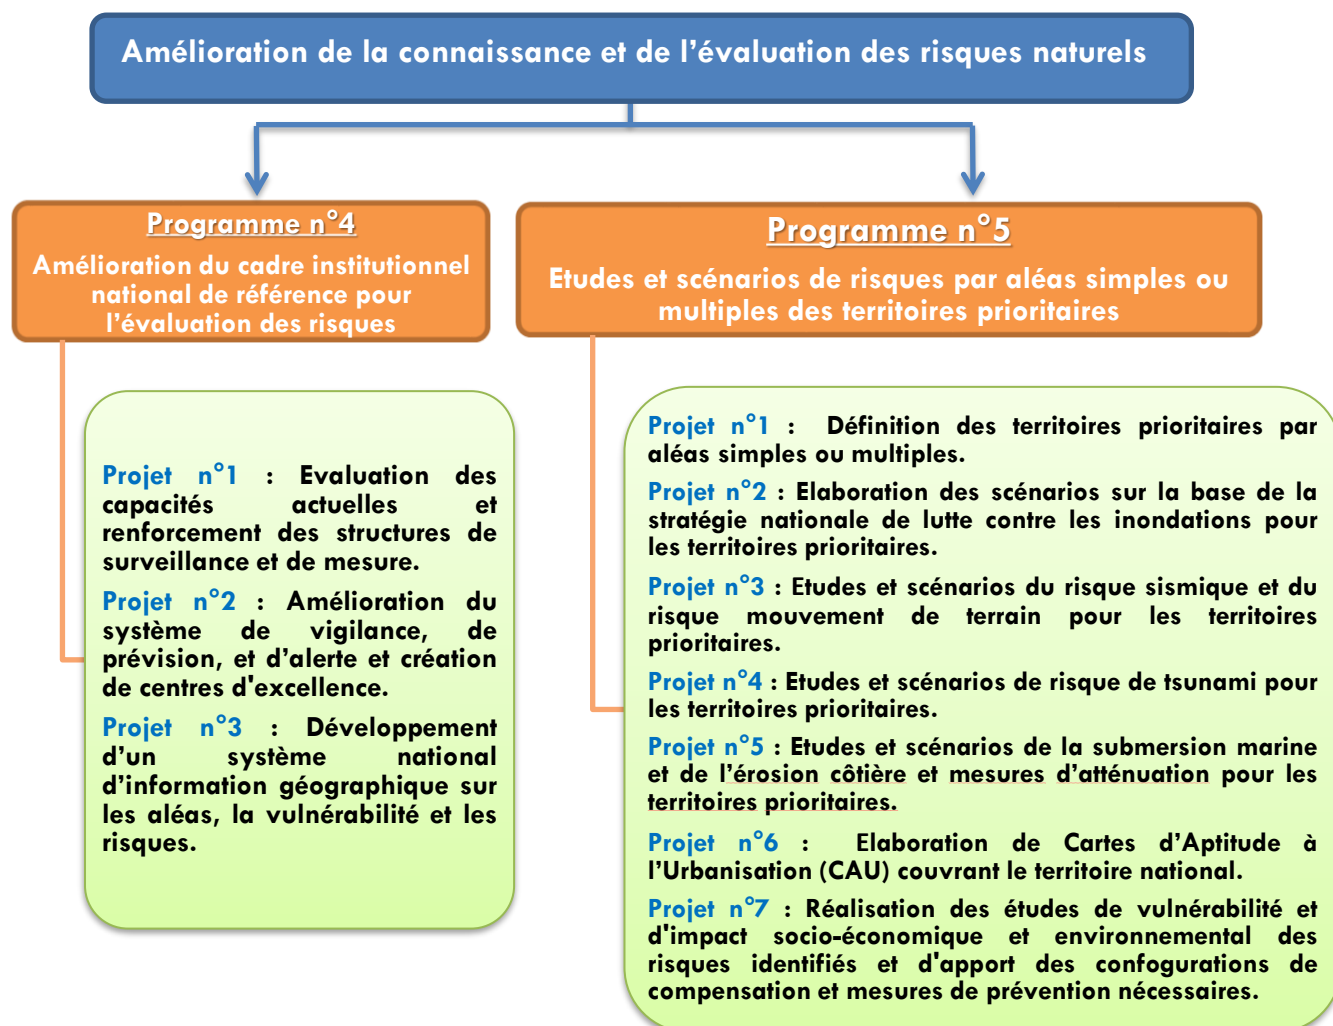 Amélioration de la connaissance et de l’évaluation des risques naturels
Programme n°4
Amélioration du cadre institutionnel
national de référence pour
l’évaluation des risques
Programme n°5
Etudes et scénarios de risques par aléas simples ou
multiples des territoires prioritaires
Projet n°1 : Evaluation des
capacités actuelles et
renforcement des structures de
surveillance et de mesure.
Projet n°2 : Amélioration du
système de vigilance, de
prévision, et d’alerte et création
de centres d'excellence.
Projet n°3 : Développement
d’un système national
d’information géographique sur
les aléas, la vulnérabilité et les
risques.
Projet n°1 : Définition des territoires prioritaires par
aléas simples ou multiples.
Projet n°2 : Elaboration des scénarios sur la base de la
stratégie nationale de lutte contre les inondations pour
les territoires prioritaires.
Projet n°3 : Etudes et scénarios du risque sismique et du
risque mouvement de terrain pour les territoires
prioritaires.
Projet n°4 : Etudes et scénarios de risque de tsunami pour
les territoires prioritaires.
Projet n°5 : Etudes et scénarios de la submersion marine
et de l’érosion côtière et mesures d’atténuation pour les
territoires prioritaires.
Projet n°6 : Elaboration de Cartes d’Aptitude à
l’Urbanisation (CAU) couvrant le territoire national.
Projet n°7 : Réalisation des études de vulnérabilité et
d'impact socio-économique et environnemental des
risques identifiés et d'apport des confogurations de
compensation et mesures de prévention nécessaires.